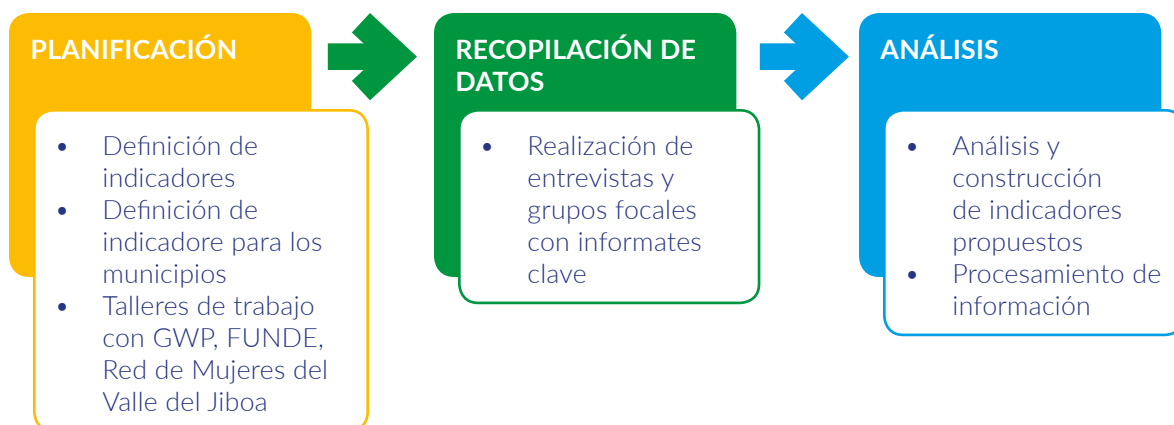 PLANIFICACIÓN
• Definición de
indicadores
• Definición de
indicadore para los
municipios
• Talleres de trabajo
con GWP, FUNDE,
Red de Mujeres del
Valle del Jiboa
RECOPILACIÓN DE
DATOS
• Realización de
entrevistas y
grupos focales
con informates
clave
ANÁLISIS
• Análisis y
construcción
de indicadores
propuestos
• Procesamiento de
información